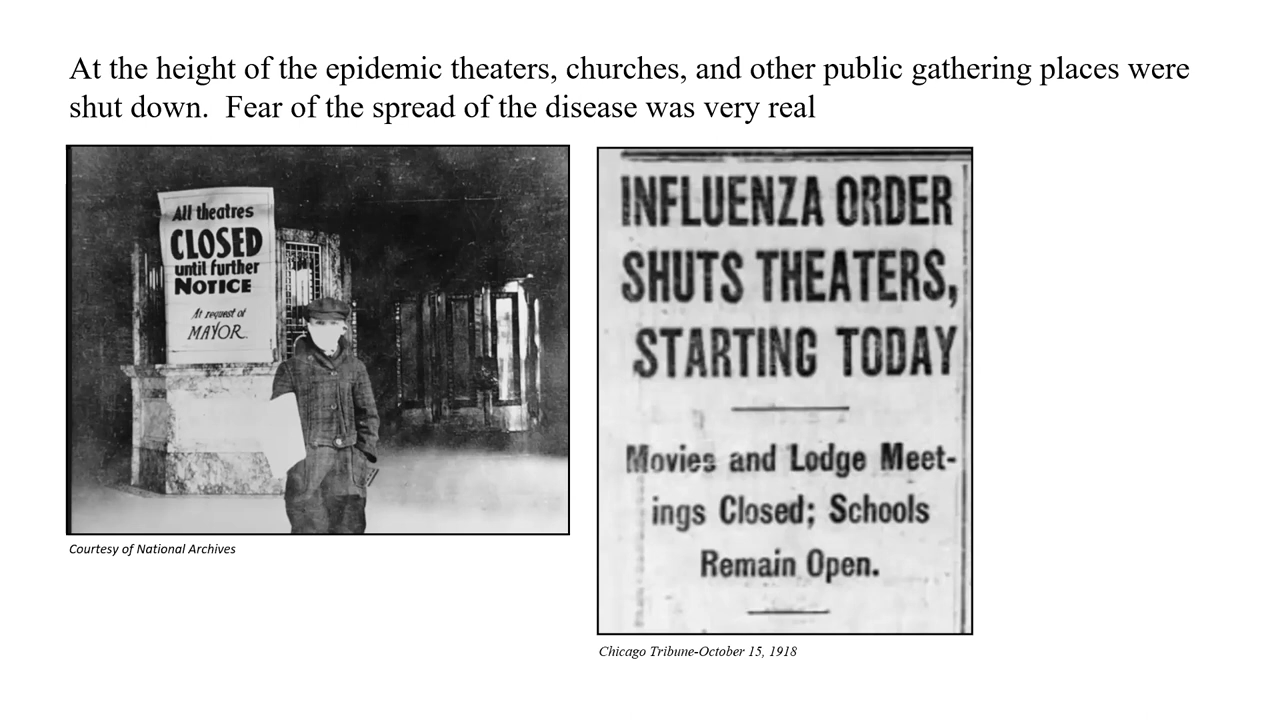 At the height of the epidemic theaters, churches, and other public gathering places were
shut down.  Fear of the spread of the disease was very real
All theatres
CLOSED
until further
NOTICE
At request of
MAYOR.
Courtesy of National Archives
INFLUENZA ORDER
SHUTS THEATERS,
STARTING TODAY
Movies and Lodge Meet-
ings Closed; Schools
Remain Open.
Chicago Tribune-October 15, 1918